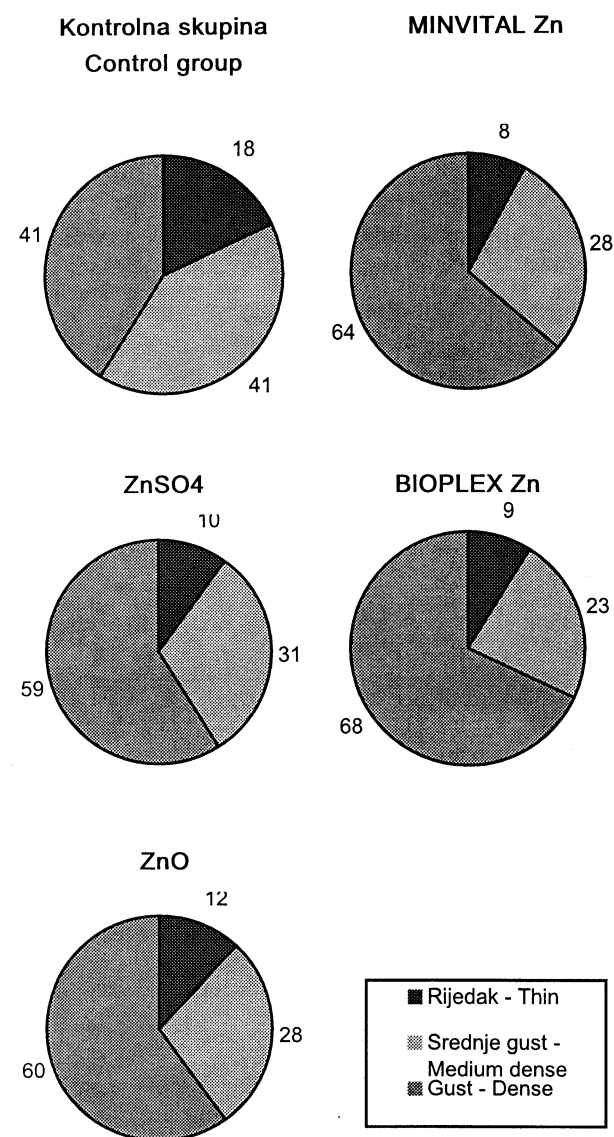 Kontrolna skupina
Control group
18
41
41
MINVITAL Zn
8
28
64
ZnSO4
10
31
59
BIOPLEX Zn
9
23
68
ZnO
12
28
60
Rijedak - Thin
Srednje gust -
Medium dense
Gust - Dense